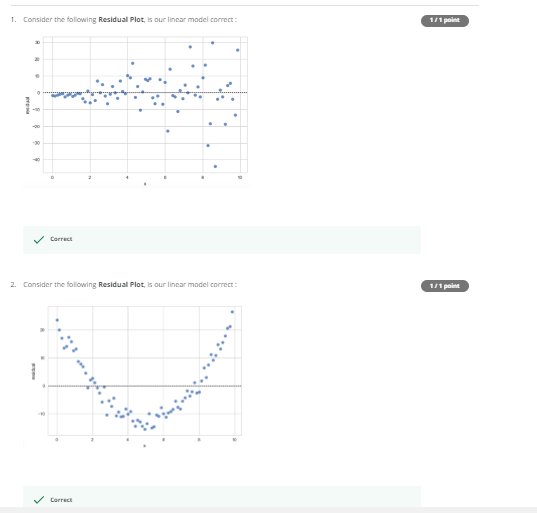 1. Consider the following Residual Plot, is our linear model correct :
1 / 1 point
30
20
10
0
-10
-20
-30
-40
residual
0 2 4 6 8 10
x
Correct
2. Consider the following Residual Plot, is our linear model correct :
1 / 1 point
20
10
0
-10
residual
0 2 4 6 8 10
x
Correct